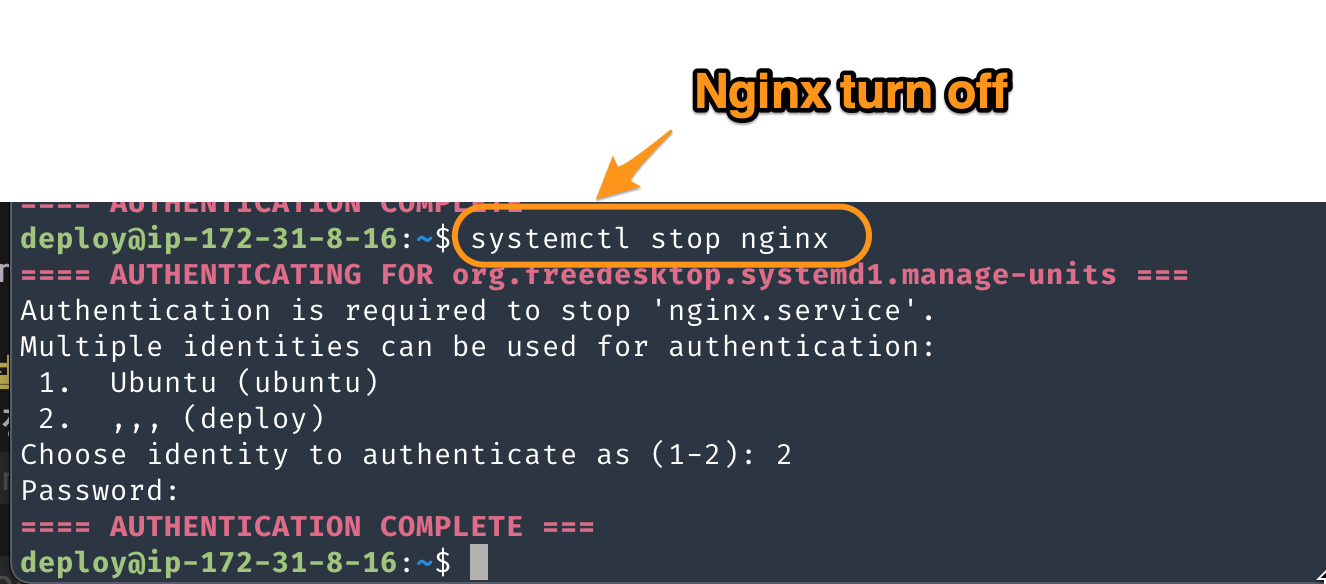 Nginx turn off
==== AUTHENTICATION COMPLETE
deploy@ip-172-31-8-16:~$ systemctl stop nginx
==== AUTHENTICATING FOR org.freedesktop.systemd1.manage-units ===
Authentication is required to stop 'nginx.service'.
Multiple identities can be used for authentication:
1.  Ubuntu (ubuntu)
2.  ,,, (deploy)
Choose identity to authenticate as (1-2): 2
Password:
==== AUTHENTICATION COMPLETE ===
deploy@ip-172-31-8-16:~$